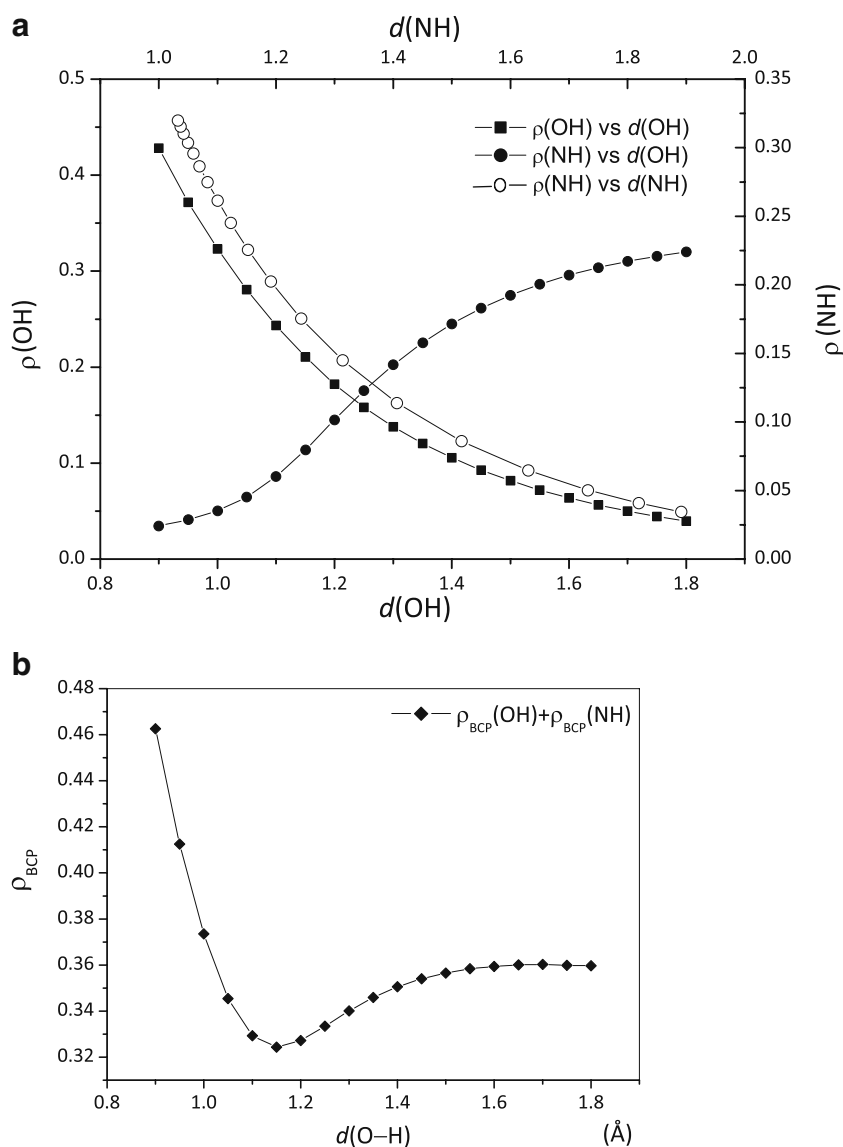 a
d(NH)
1.0 1.2 1.4 1.6 1.8 2.0
0.5 0.35
ρ(OH) vs d(OH)
ρ(NH) vs d(OH)
ρ(NH) vs d(NH)
0.4 0.30
0.25
0.3 0.20
ρ(OH) ρ(NH)
0.2 0.15
0.10
0.1 0.05
0.0 0.00
0.8 1.0 1.2 1.4 1.6 1.8
d(OH)
b
0.48
ρBCP(OH)+ρBCP(NH)
0.46
0.44
0.42
ρBCP
0.40
0.38
0.36
0.34
0.32
0.8 1.0 1.2 1.4 1.6 1.8
d(O–H) (Å)